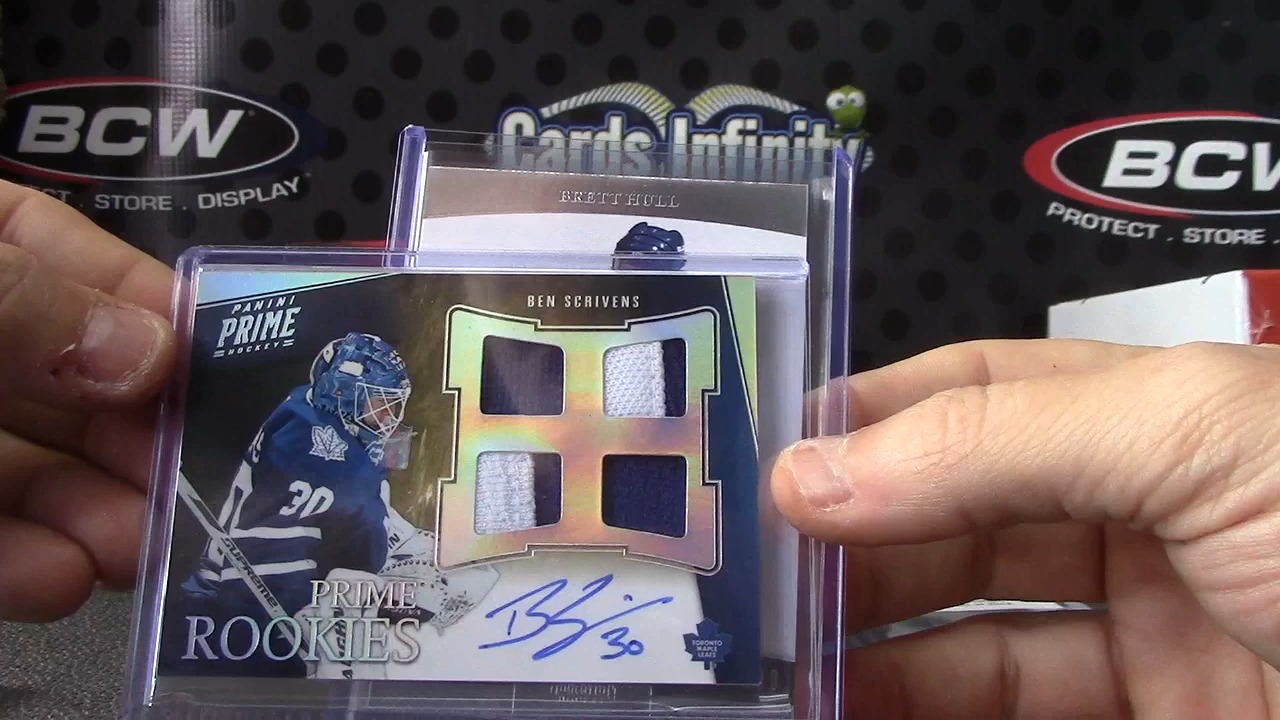 BCW
PROTECT . STORE . DISPLAY
Cards Infinity
BCW
PROTECT . STORE .
BRETT HULL
BEN SCRIVENS
PANINI
PRIME
HOCKEY
30
SUPREME
PRIME
ROOKIES
30
TORONTO
MAPLE
LEAFS